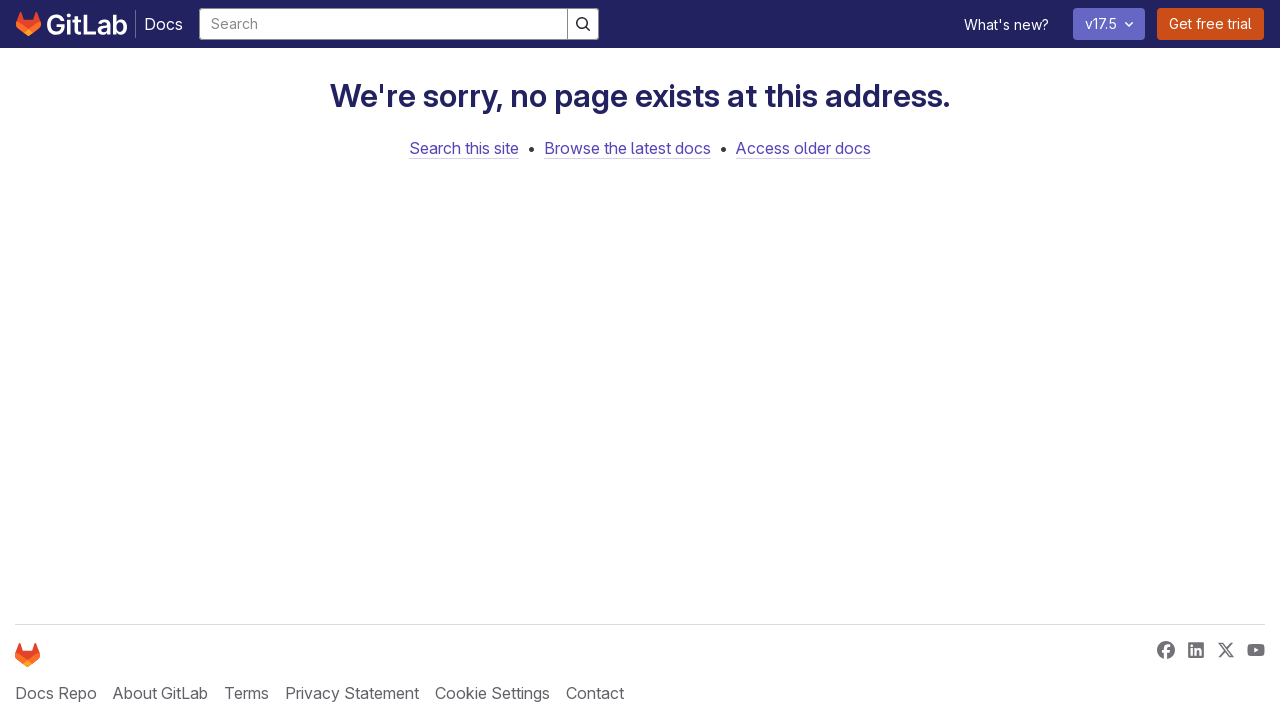 GitLab Docs Search What's new? v17.5 Get free trial
We're sorry, no page exists at this address.
Search this site • Browse the latest docs • Access older docs
Docs Repo About GitLab Terms Privacy Statement Cookie Settings Contact